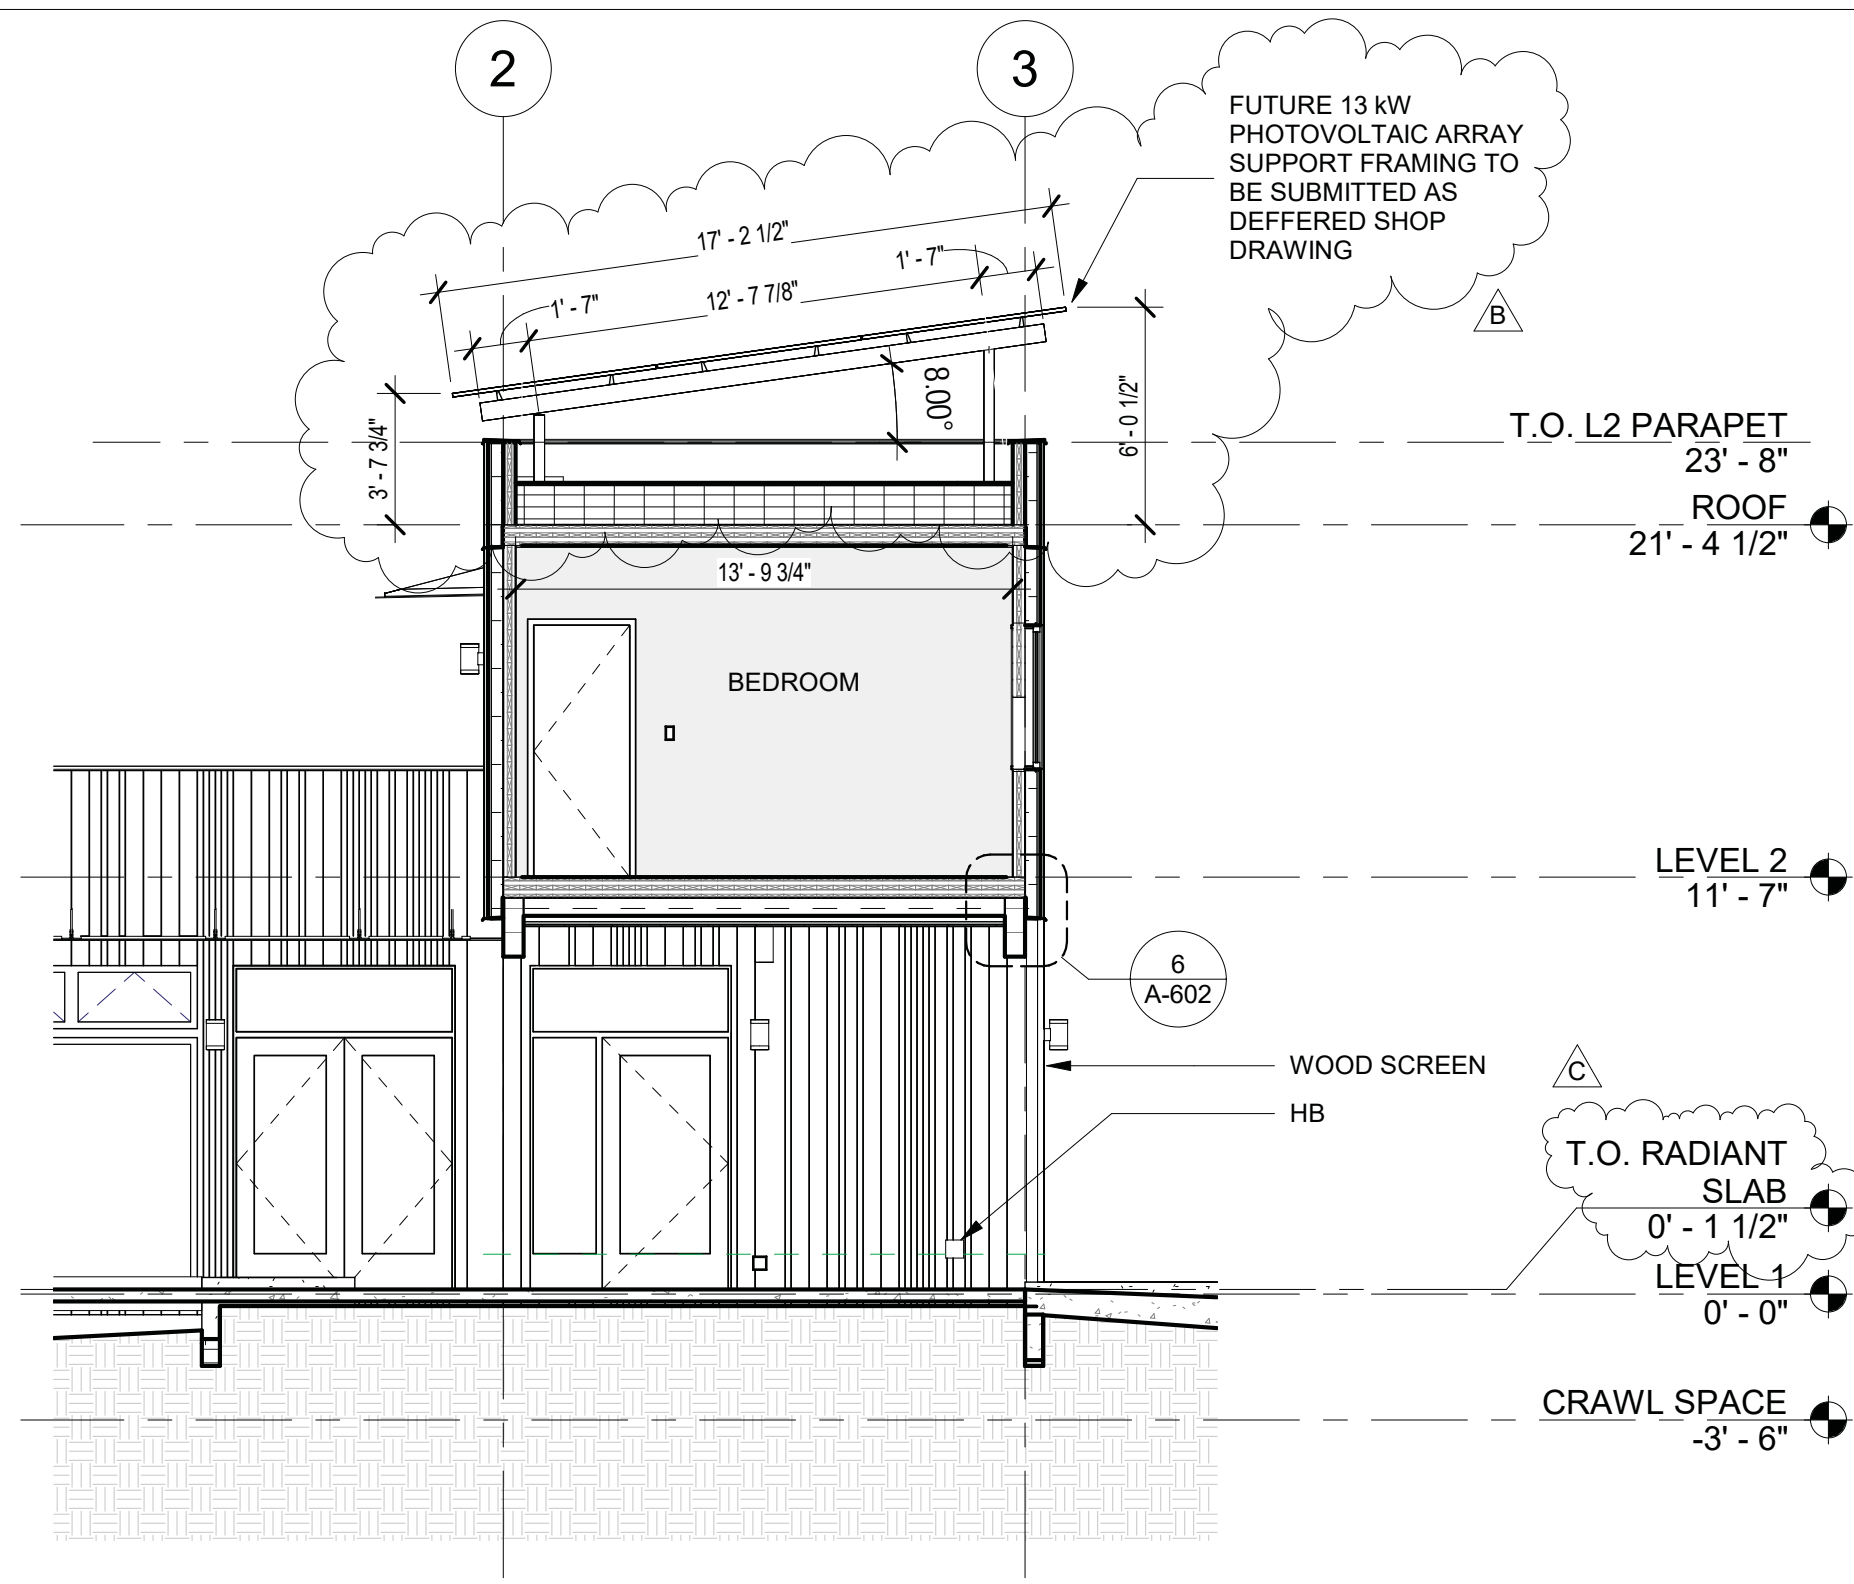 2
3
FUTURE 13 kW
PHOTOVOLTAIC ARRAY
SUPPORT FRAMING TO
BE SUBMITTED AS
DEFFERED SHOP
DRAWING
B
17' - 2 1/2"
1' - 7"
12' - 7 7/8"
1' - 7"
8.00°
3' - 7 3/4"
6' - 0 1/2"
T.O. L2 PARAPET
23' - 8"
ROOF
21' - 4 1/2"
13' - 9 3/4"
BEDROOM
LEVEL 2
11' - 7"
6
A-602
WOOD SCREEN
HB
C
T.O. RADIANT
SLAB
0' - 1 1/2"
LEVEL 1
0' - 0"
CRAWL SPACE
-3' - 6"